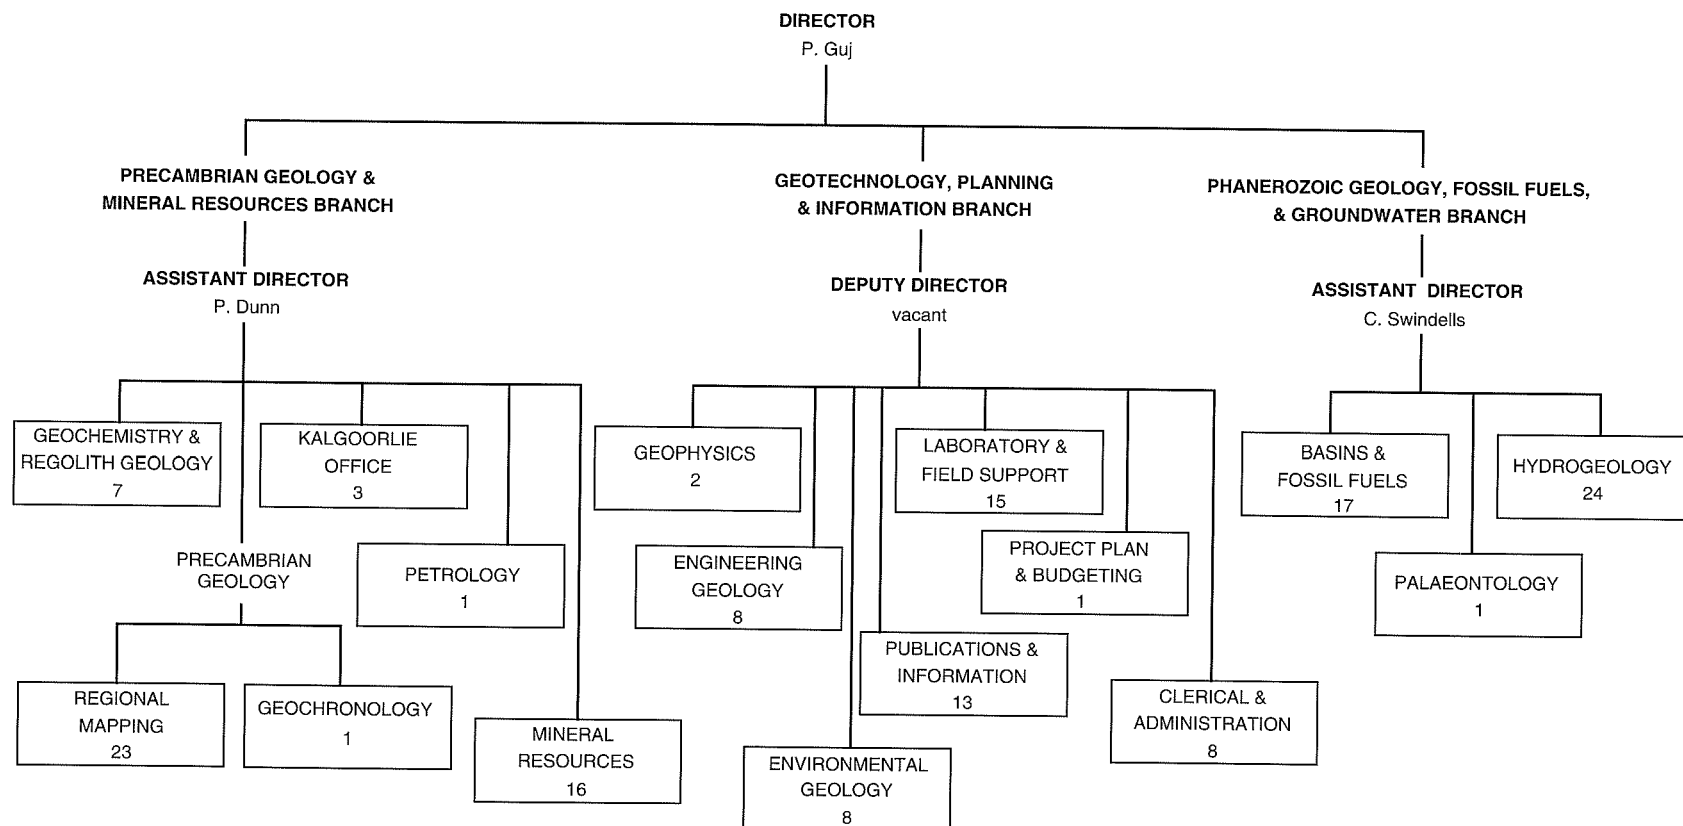 DIRECTOR
P. Guj
PRECAMBRIAN GEOLOGY &
MINERAL RESOURCES BRANCH
ASSISTANT DIRECTOR
P. Dunn
GEOTECHNOLOGY, PLANNING
& INFORMATION BRANCH
DEPUTY DIRECTOR
vacant
PHANEROZOIC GEOLOGY, FOSSIL FUELS,
& GROUNDWATER BRANCH
ASSISTANT DIRECTOR
C. Swindells
GEOCHEMISTRY &
REGOLITH GEOLOGY
7
KALGOORLIE
OFFICE
3
PRECAMBRIAN
GEOLOGY
PETROLOGY
1
REGIONAL
MAPPING
23
GEOCHRONOLOGY
1
MINERAL
RESOURCES
16
GEOPHYSICS
2
LABORATORY &
FIELD SUPPORT
15
ENGINEERING
GEOLOGY
8
PROJECT PLAN
& BUDGETING
1
PUBLICATIONS &
INFORMATION
13
CLERICAL &
ADMINISTRATION
8
ENVIRONMENTAL
GEOLOGY
8
BASINS &
FOSSIL FUELS
17
HYDROGEOLOGY
24
PALAEONTOLOGY
1